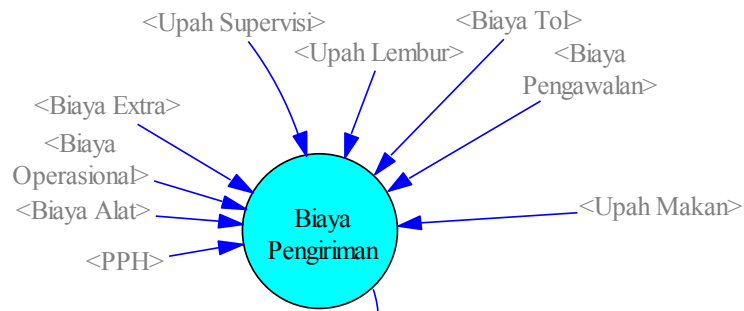 <Upah Supervisi>
<Biaya Tol>
<Upah Lembur>
<Biaya
Pengawalan>
<Biaya Extra>
<Biaya
Operasional>
<Biaya Alat>
<Upah Makan>
<PPH>
Biaya
Pengiriman